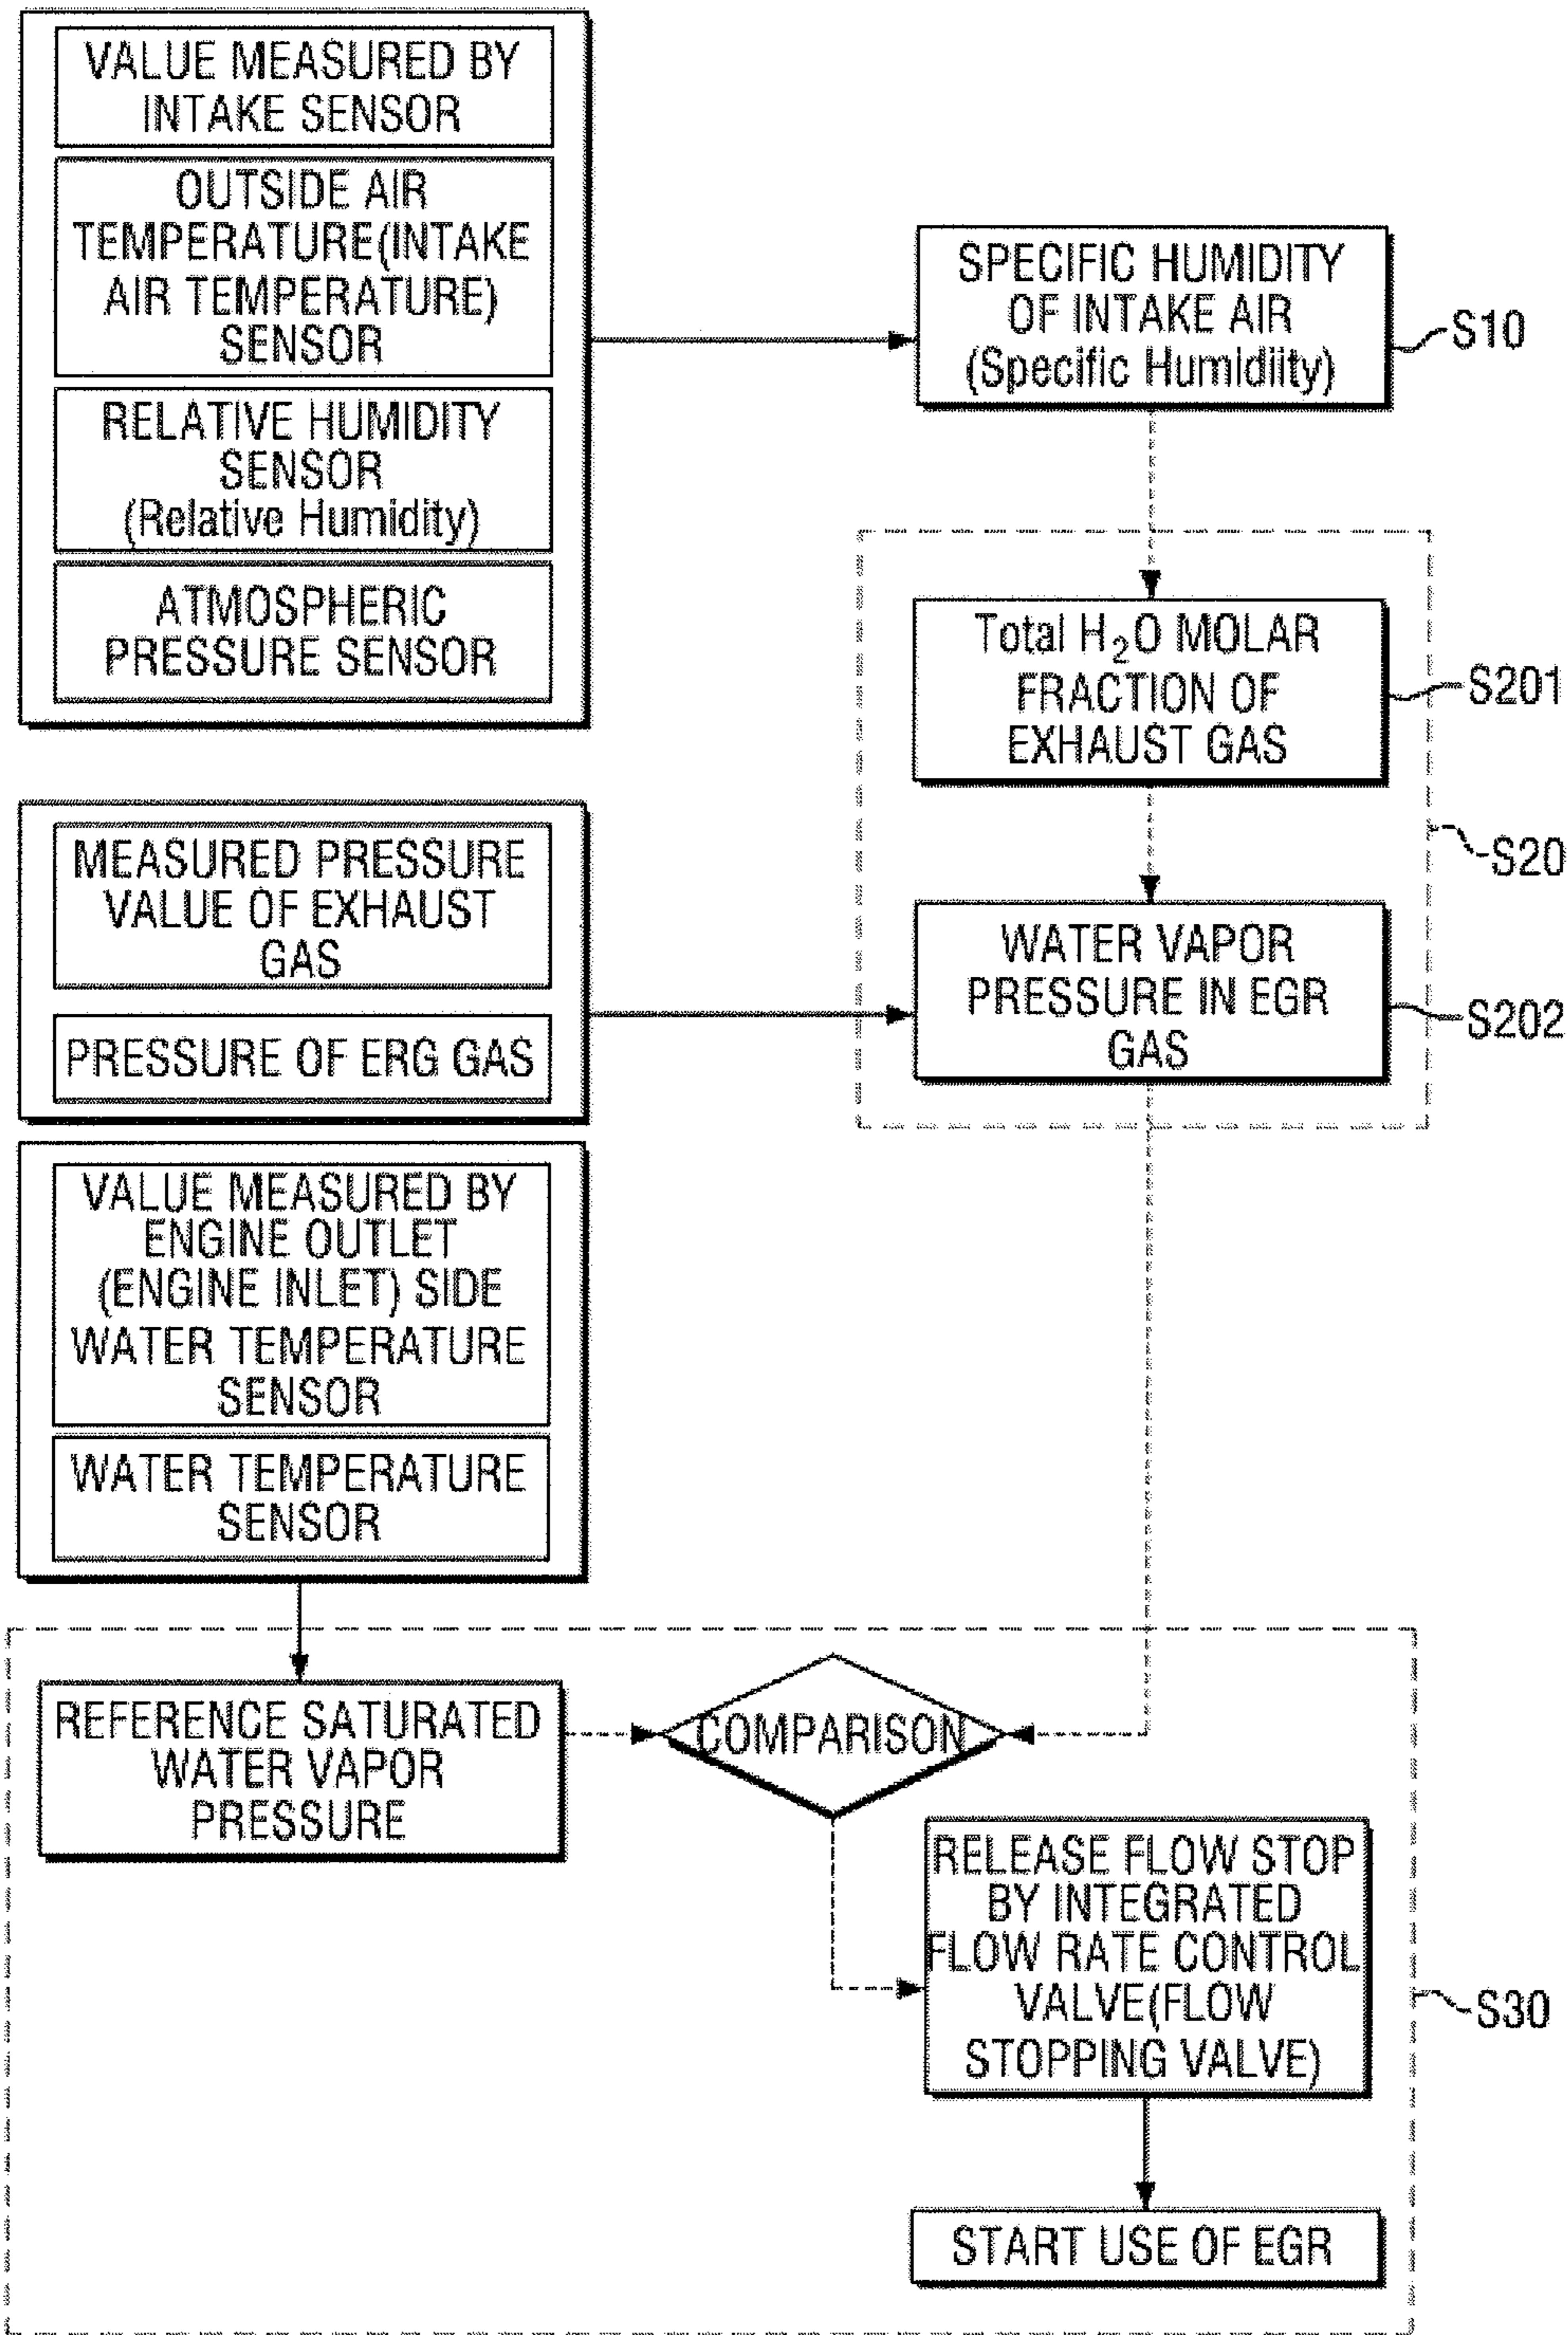 VALUE MEASURED BY
INTAKE SENSOR
OUTSIDE AIR
TEMPERATURE(INTAKE
AIR TEMPERATURE)
SENSOR
RELATIVE HUMIDITY
SENSOR
(Relative Humidity)
ATMOSPHERIC
PRESSURE SENSOR
SPECIFIC HUMIDITY
OF INTAKE AIR
(Specific Humidiity)
S10
Total H₂O MOLAR
FRACTION OF
EXHAUST GAS
S201
S20
MEASURED PRESSURE
VALUE OF EXHAUST
GAS
PRESSURE OF ERG GAS
WATER VAPOR
PRESSURE IN EGR
GAS
S202
VALUE MEASURED BY
ENGINE OUTLET
(ENGINE INLET) SIDE
WATER TEMPERATURE
SENSOR
WATER TEMPERATURE
SENSOR
REFERENCE SATURATED
WATER VAPOR
PRESSURE
COMPARISON
RELEASE FLOW STOP
BY INTEGRATED
FLOW RATE CONTROL
VALVE(FLOW
STOPPING VALVE)
S30
START USE OF EGR